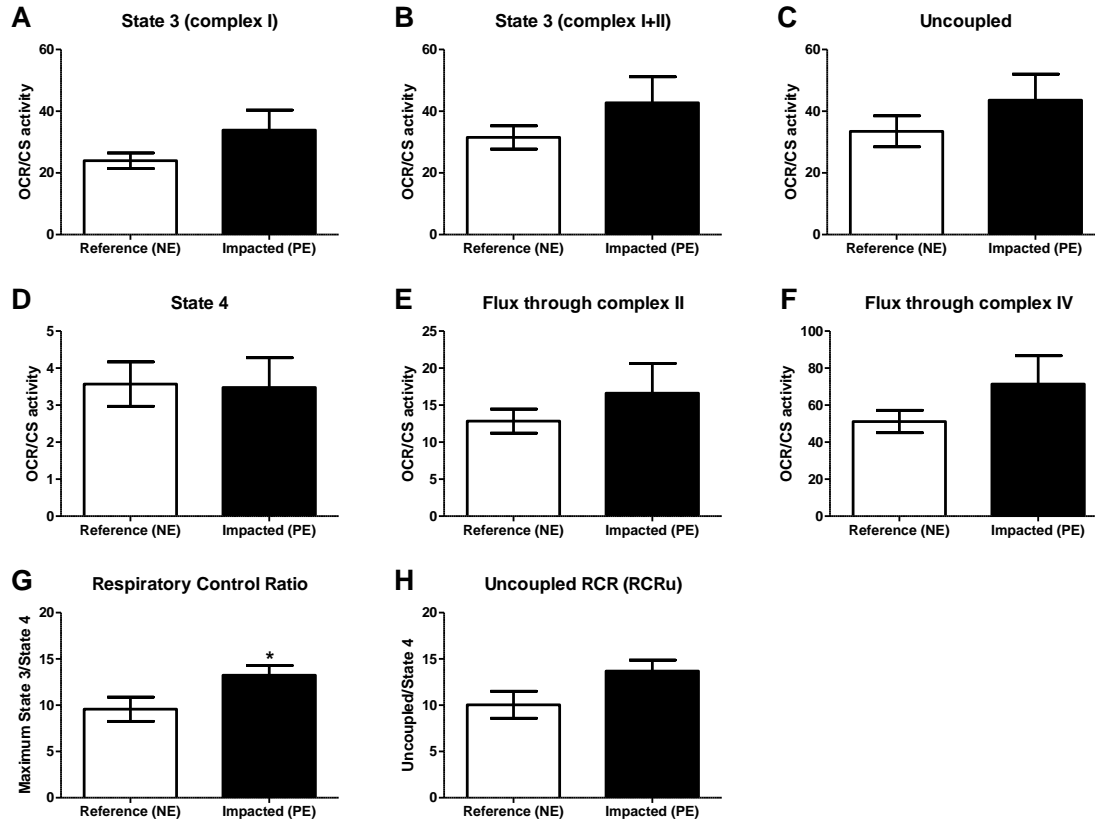 A State 3 (complex I)
OCR/CS activity
60
40
20
0
Reference (NE) Impacted (PE)
B State 3 (complex I+II)
OCR/CS activity
60
40
20
0
Reference (NE) Impacted (PE)
C Uncoupled
OCR/CS activity
60
40
20
0
Reference (NE) Impacted (PE)
D State 4
OCR/CS activity
5
4
3
2
1
0
Reference (NE) Impacted (PE)
E Flux through complex II
OCR/CS activity
25
20
15
10
5
0
Reference (NE) Impacted (PE)
F Flux through complex IV
OCR/CS activity
100
80
60
40
20
0
Reference (NE) Impacted (PE)
G Respiratory Control Ratio
Maximum State 3/State 4
20
15
10
5
0
*
Reference (NE) Impacted (PE)
H Uncoupled RCR (RCRu)
Uncoupled/State 4
20
15
10
5
0
Reference (NE) Impacted (PE)